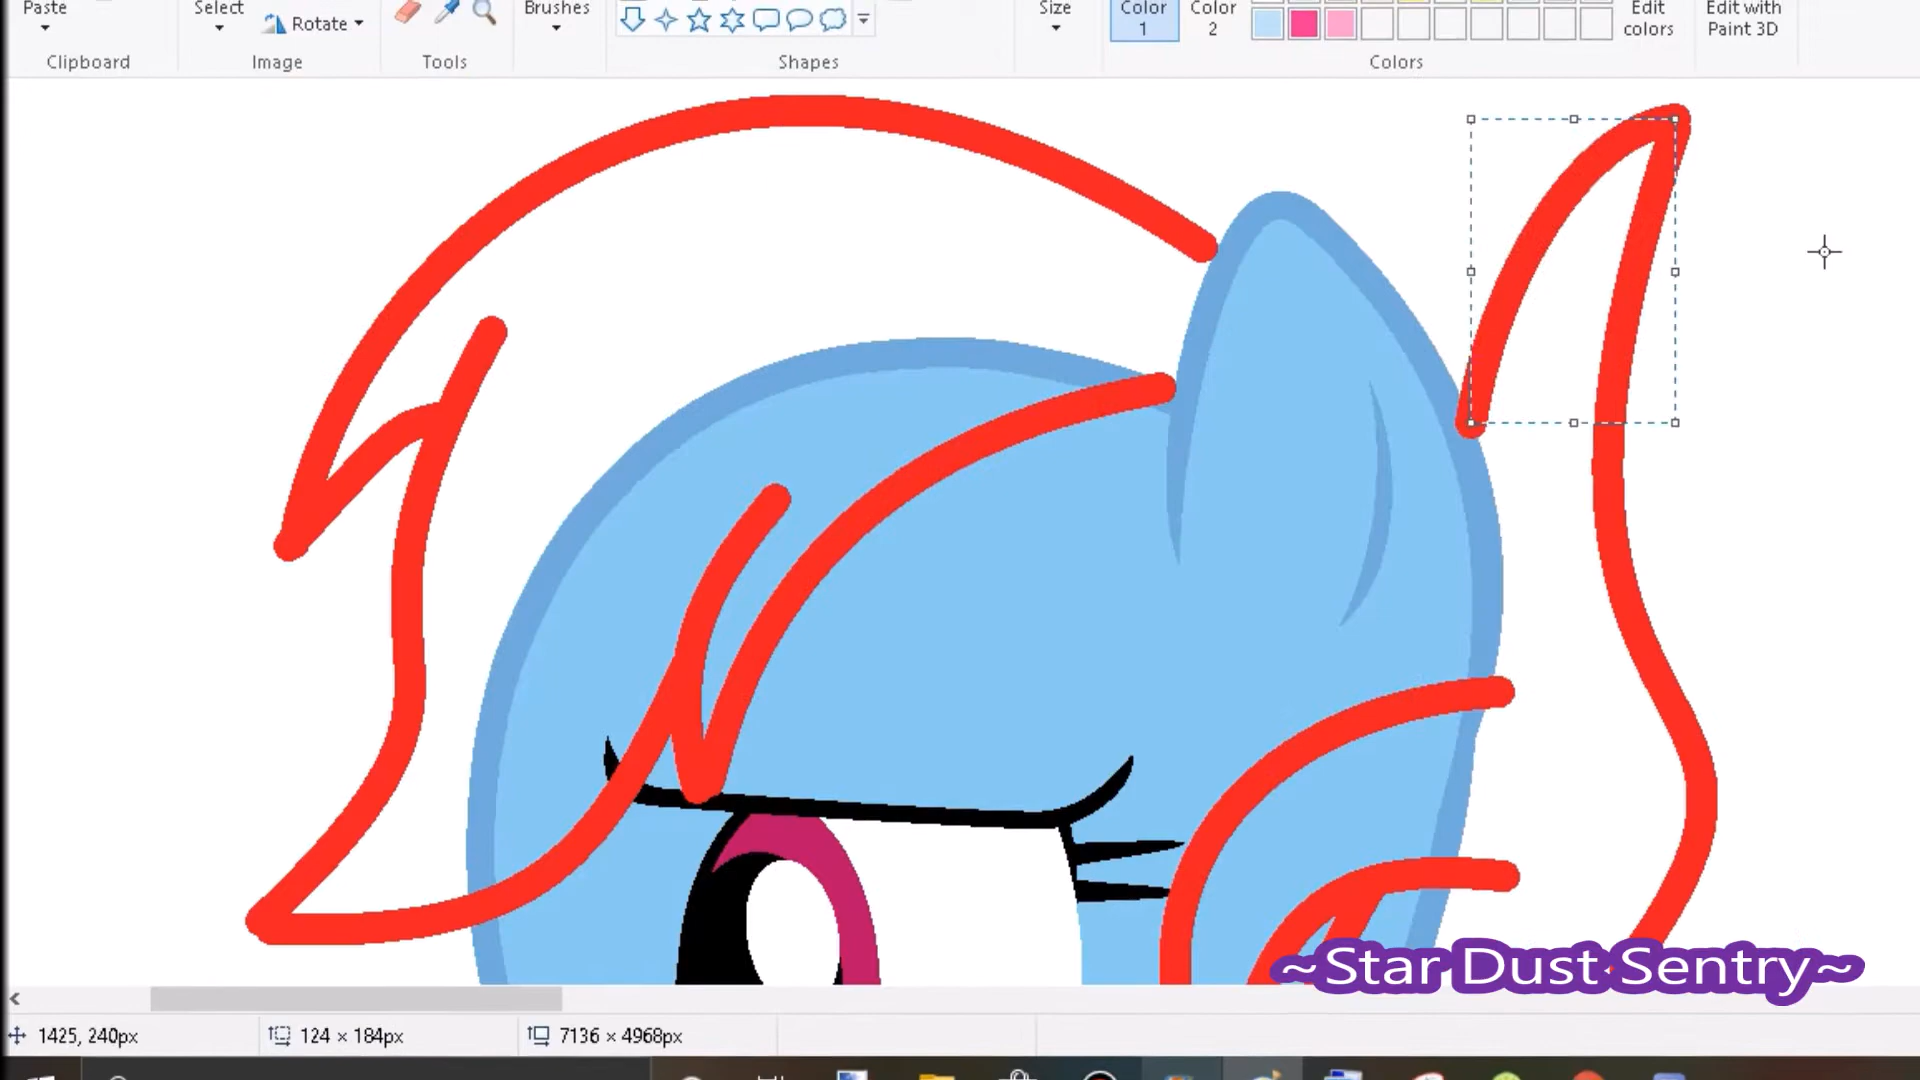 Paste
Select
Rotate
Brushes
Size
Color
1
Color
2
Edit
colors
Edit with
Paint 3D
Clipboard
Image
Tools
Shapes
Colors
~Star Dust Sentry~
1425, 240px
124 × 184px
7136 × 4968px